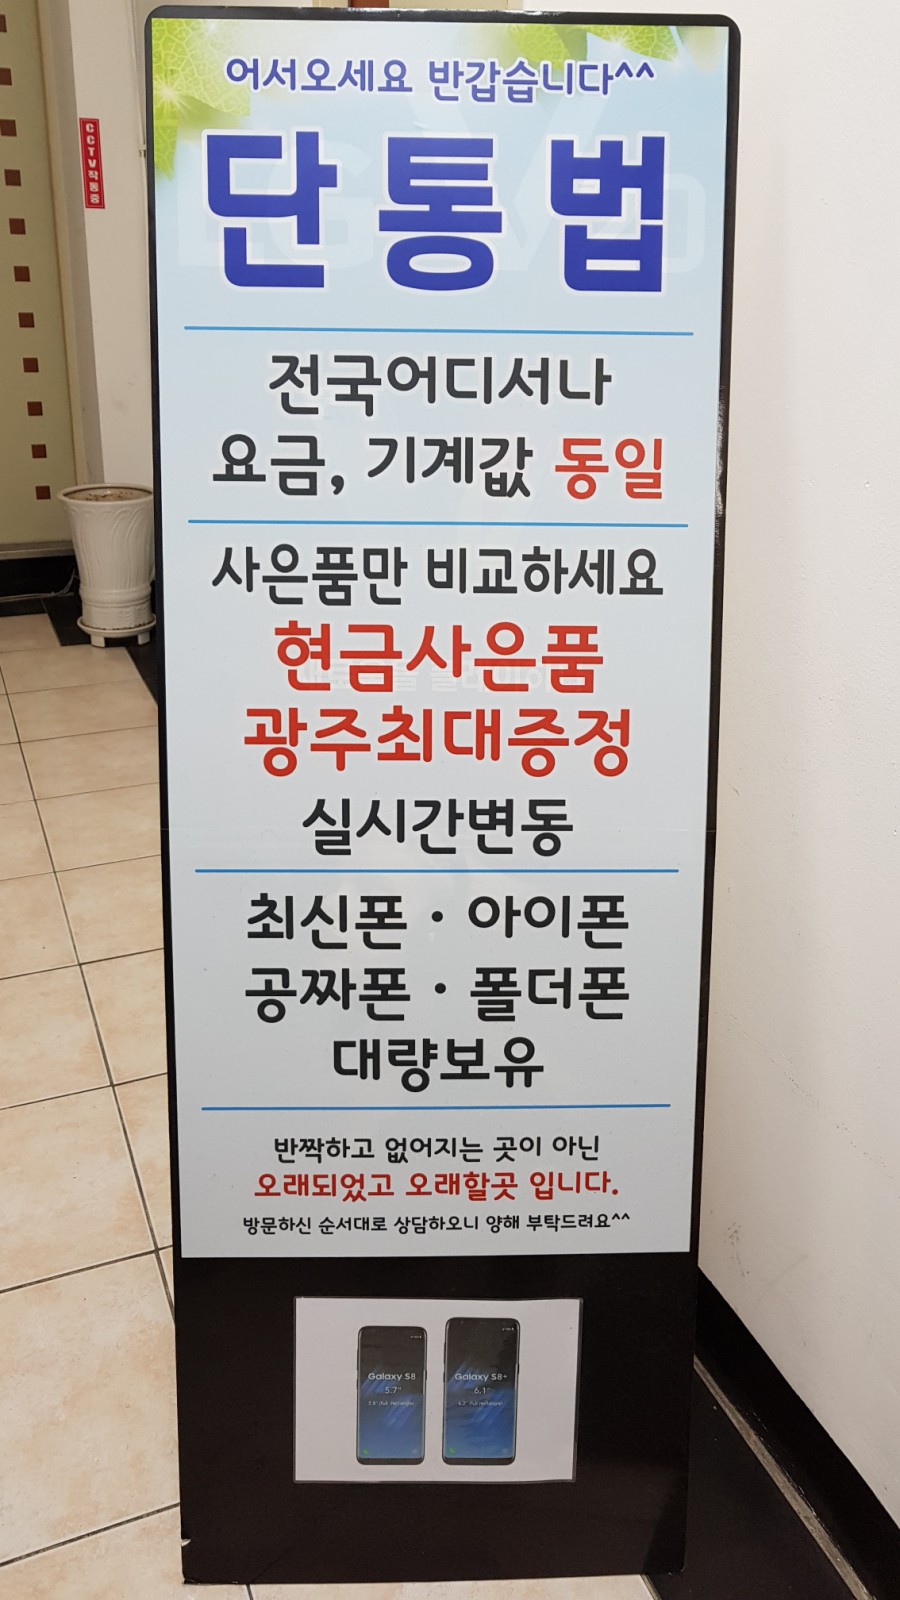 어서오세요 반갑습니다^^
단통법
전국어디서나
요금, 기계값 동일
사은품만 비교하세요
현금사은품
광주최대증정
실시간변동
최신폰 · 아이폰
공짜폰 · 폴더폰
대량보유
반짝하고 없어지는 곳이 아닌
오래되었고 오래할곳 입니다.
방문하신 순서대로 상담하오니 양해 부탁드려요^^
Galaxy S8
5.7"
Galaxy S8+
6.1"
CCTV작동중